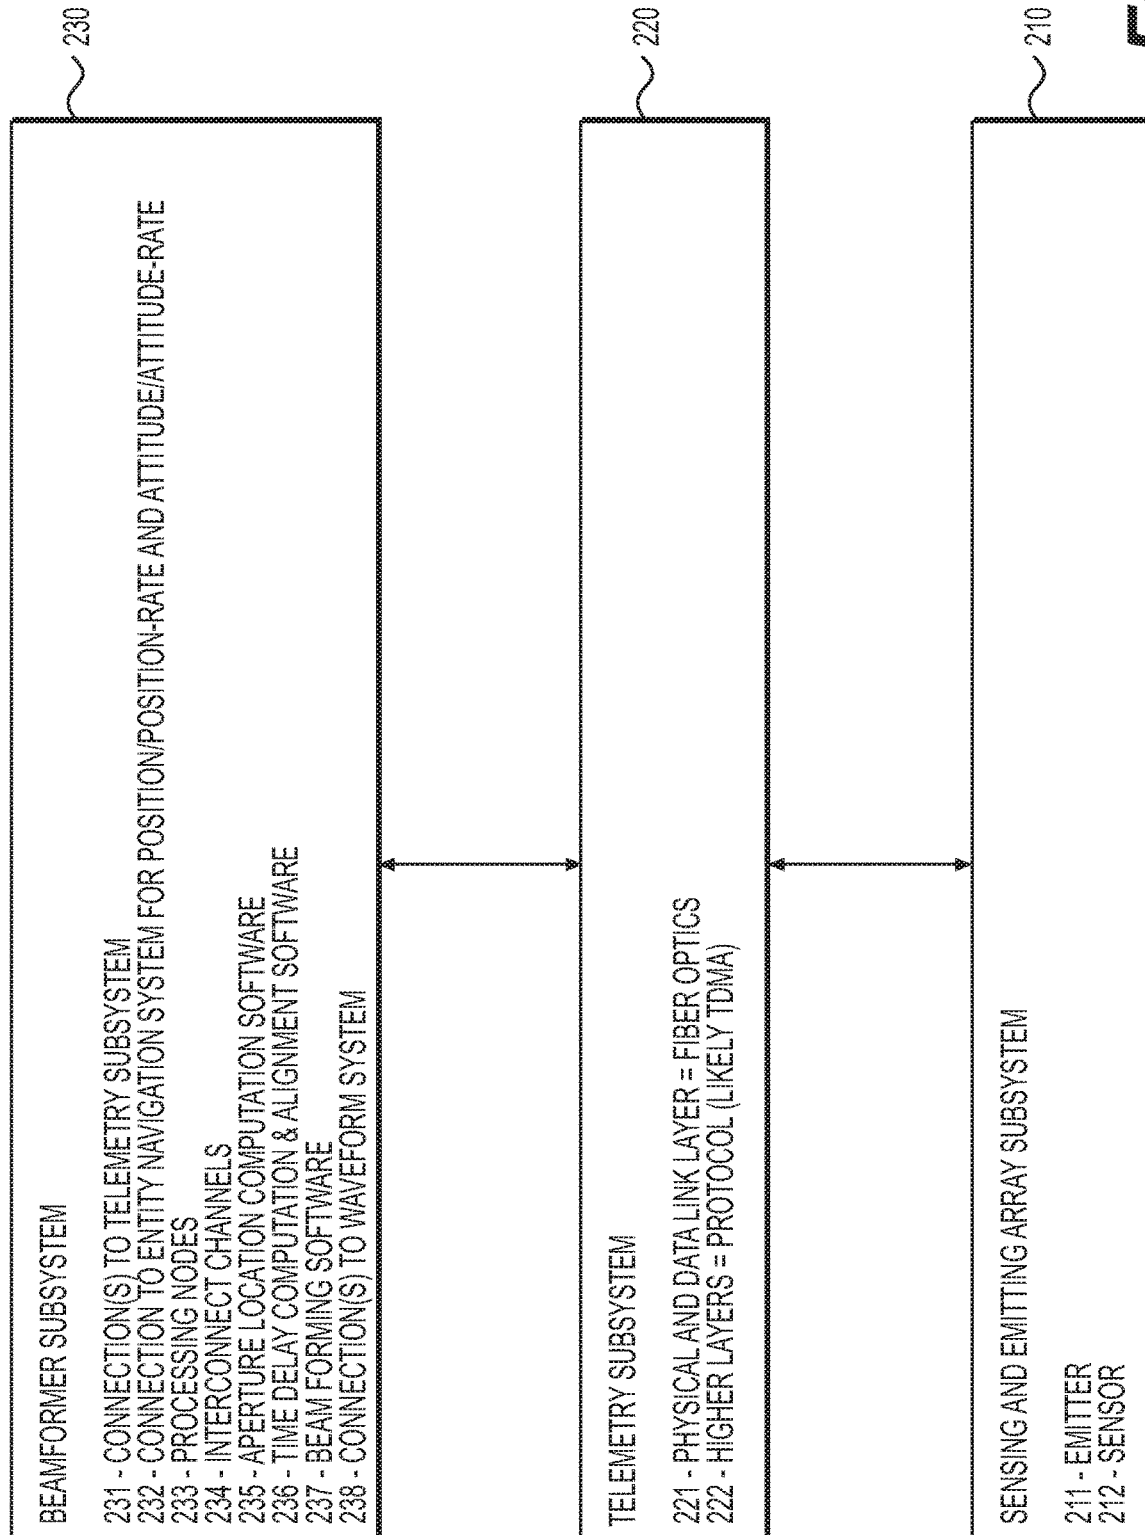 230
BEAMFORMER SUBSYSTEM
231 - CONNECTION(S) TO TELEMETRY SUBSYSTEM
232 - CONNECTION TO ENTITY NAVIGATION SYSTEM FOR POSITION/POSITION-RATE AND ATTITUDE/ATTITUDE-RATE
233 - PROCESSING NODES
234 - INTERCONNECT CHANNELS
235 - APERTURE LOCATION COMPUTATION SOFTWARE
236 - TIME DELAY COMPUTATION & ALIGNMENT SOFTWARE
237 - BEAM FORMING SOFTWARE
238 - CONNECTION(S) TO WAVEFORM SYSTEM
220
TELEMETRY SUBSYSTEM
221 - PHYSICAL AND DATA LINK LAYER = FIBER OPTICS
222 - HIGHER LAYERS = PROTOCOL (LIKELY TDMA)
210
SENSING AND EMITTING ARRAY SUBSYSTEM
211 - EMITTER
212 - SENSOR